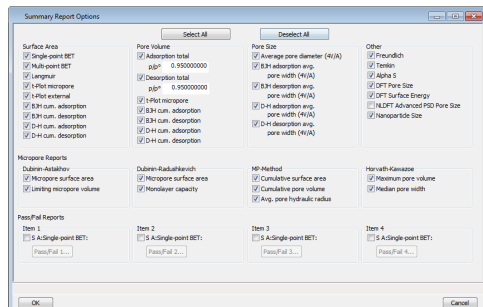 Summary Report Options
Select All
Deselect All
Surface Area
Single-point BET
Multi-point BET
Langmuir
t-Plot micropore
t-Plot external
BJH cum. adsorption
BJH cum. desorption
D-H cum. adsorption
D-H cum. desorption
Pore Volume
Adsorption total
p/p° 0.950000000
Desorption total
p/p° 0.950000000
t-Plot micropore
BJH cum. adsorption
BJH cum. desorption
D-H cum. adsorption
D-H cum. desorption
Pore Size
Average pore diameter (4V/A)
BJH adsorption avg.
pore width (4V/A)
BJH desorption avg.
pore width (4V/A)
D-H adsorption avg.
pore width (4V/A)
D-H desorption avg.
pore width (4V/A)
Other
Freundlich
Temkin
Alpha S
DFT Pore Size
DFT Surface Energy
NLDFT Advanced PSD Pore Size
Nanoparticle Size
Micropore Reports
Dubinin-Astakhov
Micropore surface area
Limiting micropore volume
Dubinin-Radushkevich
Micropore surface area
Monolayer capacity
MP-Method
Cumulative surface area
Cumulative pore volume
Avg. pore hydraulic radius
Horvath-Kawazoe
Maximum pore volume
Median pore width
Pass/Fail Reports
Item 1
S A:Single-point BET:
Pass/Fail 1...
Item 2
S A:Single-point BET:
Pass/Fail 2...
Item 3
S A:Single-point BET:
Pass/Fail 3...
Item 4
S A:Single-point BET:
Pass/Fail 4...
OK
Cancel